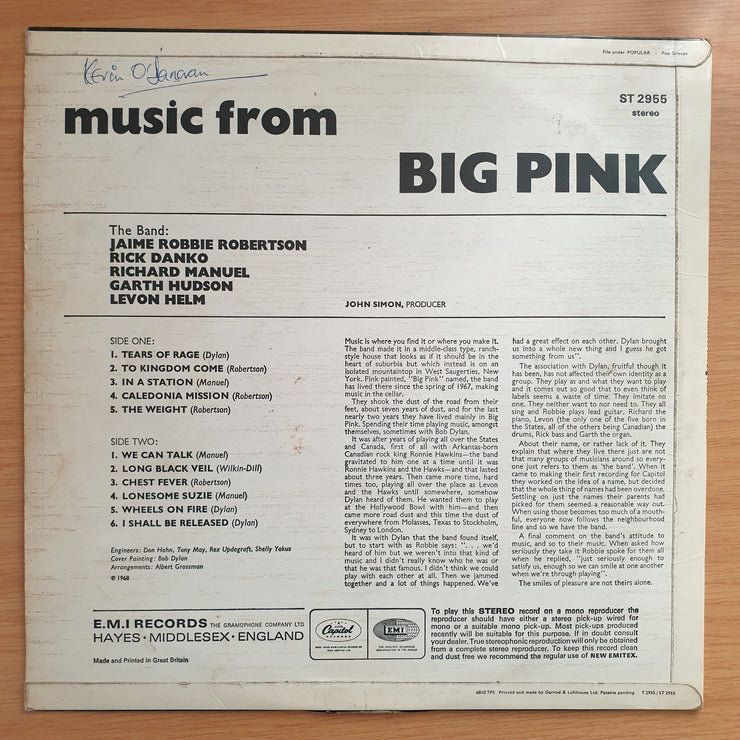 File under POPULAR : Pop Groups
Kevin O'Donovan
ST 2955
stereo
music from
BIG PINK
The Band:
JAIME ROBBIE ROBERTSON
RICK DANKO
RICHARD MANUEL
GARTH HUDSON
LEVON HELM
JOHN SIMON, PRODUCER
SIDE ONE:
1. TEARS OF RAGE (Dylan)
2. TO KINGDOM COME (Robertson)
3. IN A STATION (Manuel)
4. CALEDONIA MISSION (Robertson)
5. THE WEIGHT (Robertson)
SIDE TWO:
1. WE CAN TALK (Manuel)
2. LONG BLACK VEIL (Wilkin-Dill)
3. CHEST FEVER (Robertson)
4. LONESOME SUZIE (Manuel)
5. WHEELS ON FIRE (Dylan)
6. I SHALL BE RELEASED (Dylan)
Engineers: Don Hahn, Tony May, Rex Updegraft, Shelly Yakus
Cover Painting: Bob Dylan
Arrangements: Albert Grossman
℗ 1968
Music is where you find it or where you make it.
The band made it in a middle-class type, ranch-
style house that looks as if it should be in the
heart of suburbia but which instead is on an
isolated mountaintop in West Saugerties, New
York. Pink painted, "Big Pink" named, the band
has lived there since the spring of 1967, making
music in the cellar.
They shook the dust of the road from their
feet, about seven years of dust, and for the last
nearly two years they have lived mainly in Big
Pink. Spending their time playing music, amongst
themselves, sometimes with Bob Dylan.
It was after years of playing all over the States
and Canada, first of all with Arkansas-born
Canadian rock king Ronnie Hawkins—the band
gravitated to him one at a time until it was
Ronnie Hawkins and the Hawks—and that lasted
about three years. Then came more time, hard
times too, playing all over the place as Levon
and the Hawks until somewhere, somehow
Dylan heard of them. He wanted them to play
at the Hollywood Bowl with him—and then
came more road dust and this time the dust of
everywhere from Molasses, Texas to Stockholm,
Sydney to London.
It was with Dylan that the band found itself,
but to start with as Robbie says: ". . . we'd
heard of him but we weren't into that kind of
music and I didn't really know who he was or
that he was that famous. I didn't think we could
play with each other at all. Then we jammed
together and a lot of things happened. We've
had a great effect on each other. Dylan brought
us into a whole new thing and I guess he got
something from us".
The association with Dylan, fruitful though it
has been, has not affected their own identity as a
group. They play as and what they want to play
and it comes out so good that to even think of
labels seems a waste of time. They imitate no
one. They neither want to nor need to. They all
sing and Robbie plays lead guitar, Richard the
piano, Levon (the only one of the five born in
the States, all of the others being Canadian) the
drums, Rick bass and Garth the organ.
About their name, or rather lack of it. They
explain that where they live there just are not
that many groups of musicians around so every-
one just refers to them as 'the band'. When it
came to making their first recording for Capitol
they worked on the idea of a name, but decided
that the whole thing of names had been overdone.
Settling on just the names their parents had
picked for them seemed a reasonable way out.
When using those becomes too much of a mouth-
ful, everyone now follows the neighbourhood
line and so we have the band.
A final comment on the band's attitude to
music, and so to their music. When asked how
seriously they take it Robbie spoke for them all
when he replied, "just seriously enough to
satisfy us, enough so we can smile at one another
when we're through playing".
The smiles of pleasure are not theirs alone.
E.M.I RECORDS THE GRAMOPHONE COMPANY LTD
HAYES · MIDDLESEX · ENGLAND
Made and Printed in Great Britain
Capitol
EMI
To play this STEREO record on a mono reproducer the
reproducer should have either a stereo pick-up wired for
mono or a suitable mono pick-up. Most pick-ups produced
recently will be suitable for this purpose. If in doubt consult
your dealer. True stereophonic reproduction will only be obtained
from a complete stereo reproducer. To keep this record clean
and dust free we recommend the regular use of NEW EMITEX.
6810 TPS Printed and made by Garrod & Lofthouse Ltd. Patents pending T 2955 / ST 2955